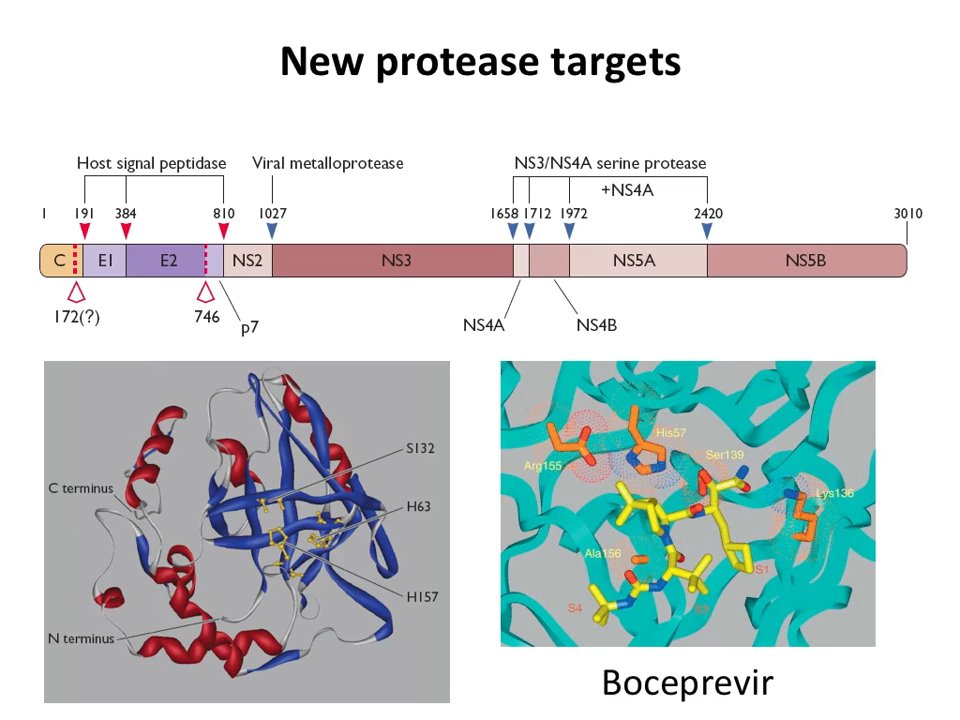 New protease targets
Host signal peptidase
Viral metalloprotease
NS3/NS4A serine protease
+NS4A
1 191 384 810 1027 1658 1712 1972 2420 3010
C E1 E2 NS2 NS3 NS5A NS5B
172(?) 746 p7 NS4A NS4B
S132
C terminus
H63
H157
N terminus
His57
Arg155
Ser139
Lys136
Ala156
S1
S4 S3
Boceprevir